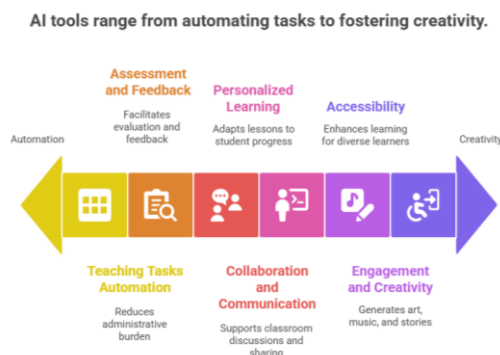 AI tools range from automating tasks to fostering creativity.
Assessment
and Feedback
Facilitates
evaluation and
feedback
Personalized
Learning
Adapts lessons to
student progress
Accessibility
Enhances learning
for diverse learners
Automation
Creativity
Teaching Tasks
Automation
Reduces
administrative
burden
Collaboration
and
Communication
Supports classroom
discussions and
sharing
Engagement
and Creativity
Generates art,
music, and stories